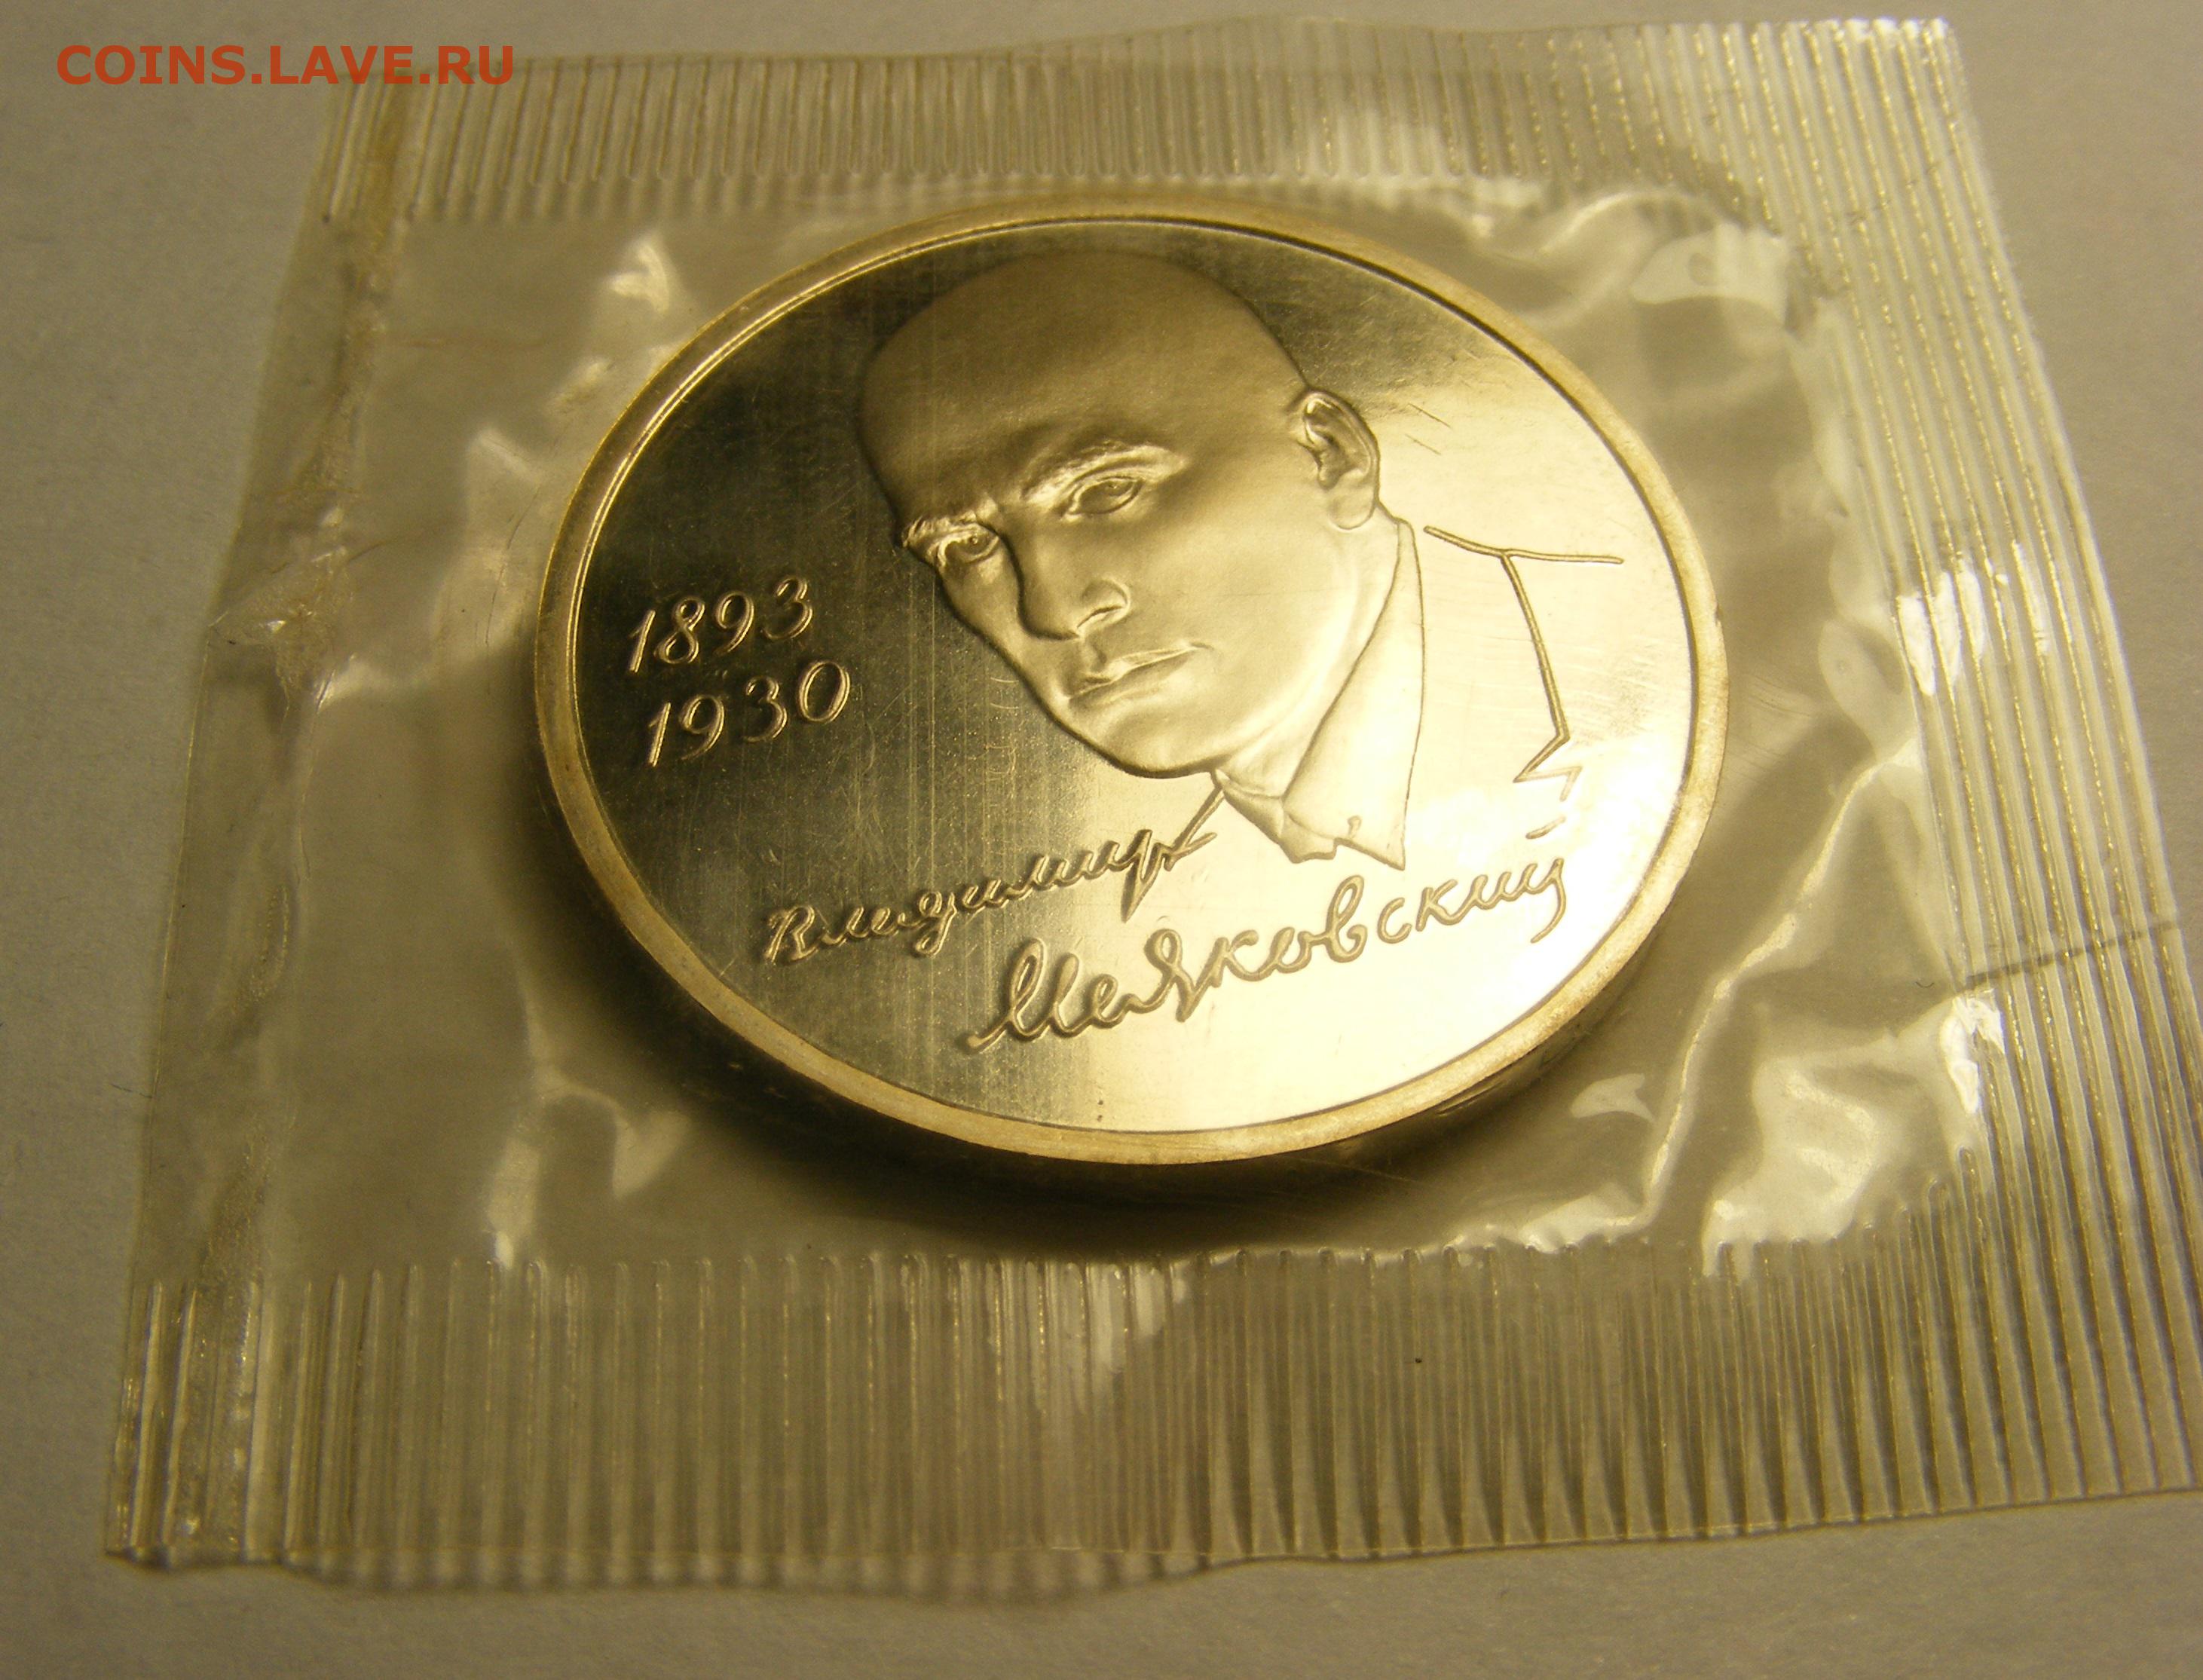 COINS.LAVE.RU
1893
1930
Владимир
Маяковский